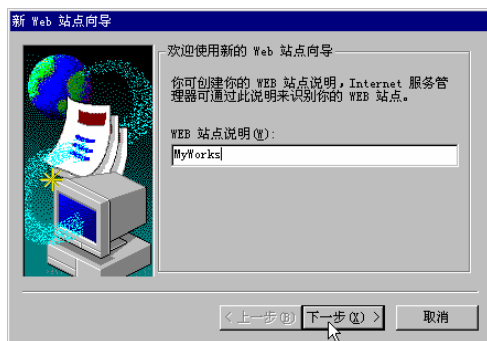 新 Web 站点向导
欢迎使用新的 Web 站点向导
你可创建你的 WEB 站点说明，Internet 服务管
理器可通过此说明来识别你的 WEB 站点。
WEB 站点说明(W):
MyWorks
< 上一步(B)
下一步(X) >
取消